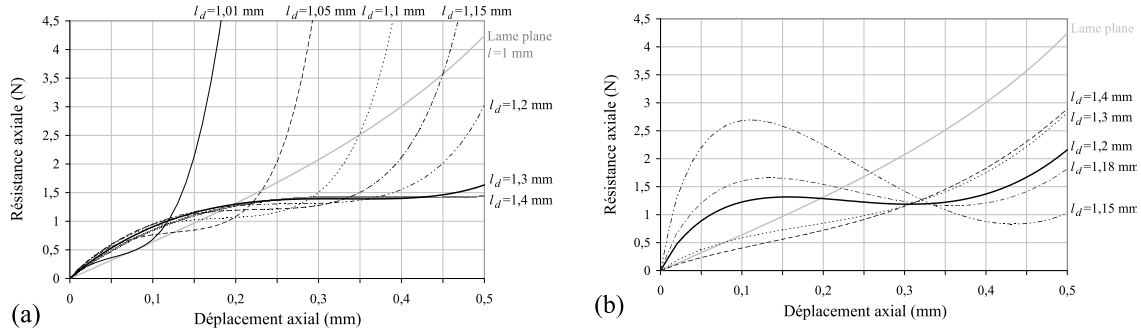 l_d=1,01 mm
l_d=1,05 mm
l_d=1,1 mm
l_d=1,15 mm
4,5
4
3,5
3
2,5
2
1,5
1
0,5
0
Résistance axiale (N)
Lame plane
l=1 mm
l_d=1,2 mm
l_d=1,3 mm
l_d=1,4 mm
0
0,1
0,2
0,3
0,4
0,5
Déplacement axial (mm)
(a)
4,5
4
3,5
3
2,5
2
1,5
1
0,5
0
Résistance axiale (N)
Lame plane
l_d=1,4 mm
l_d=1,3 mm
l_d=1,2 mm
l_d=1,18 mm
l_d=1,15 mm
0
0,1
0,2
0,3
0,4
0,5
Déplacement axial (mm)
(b)